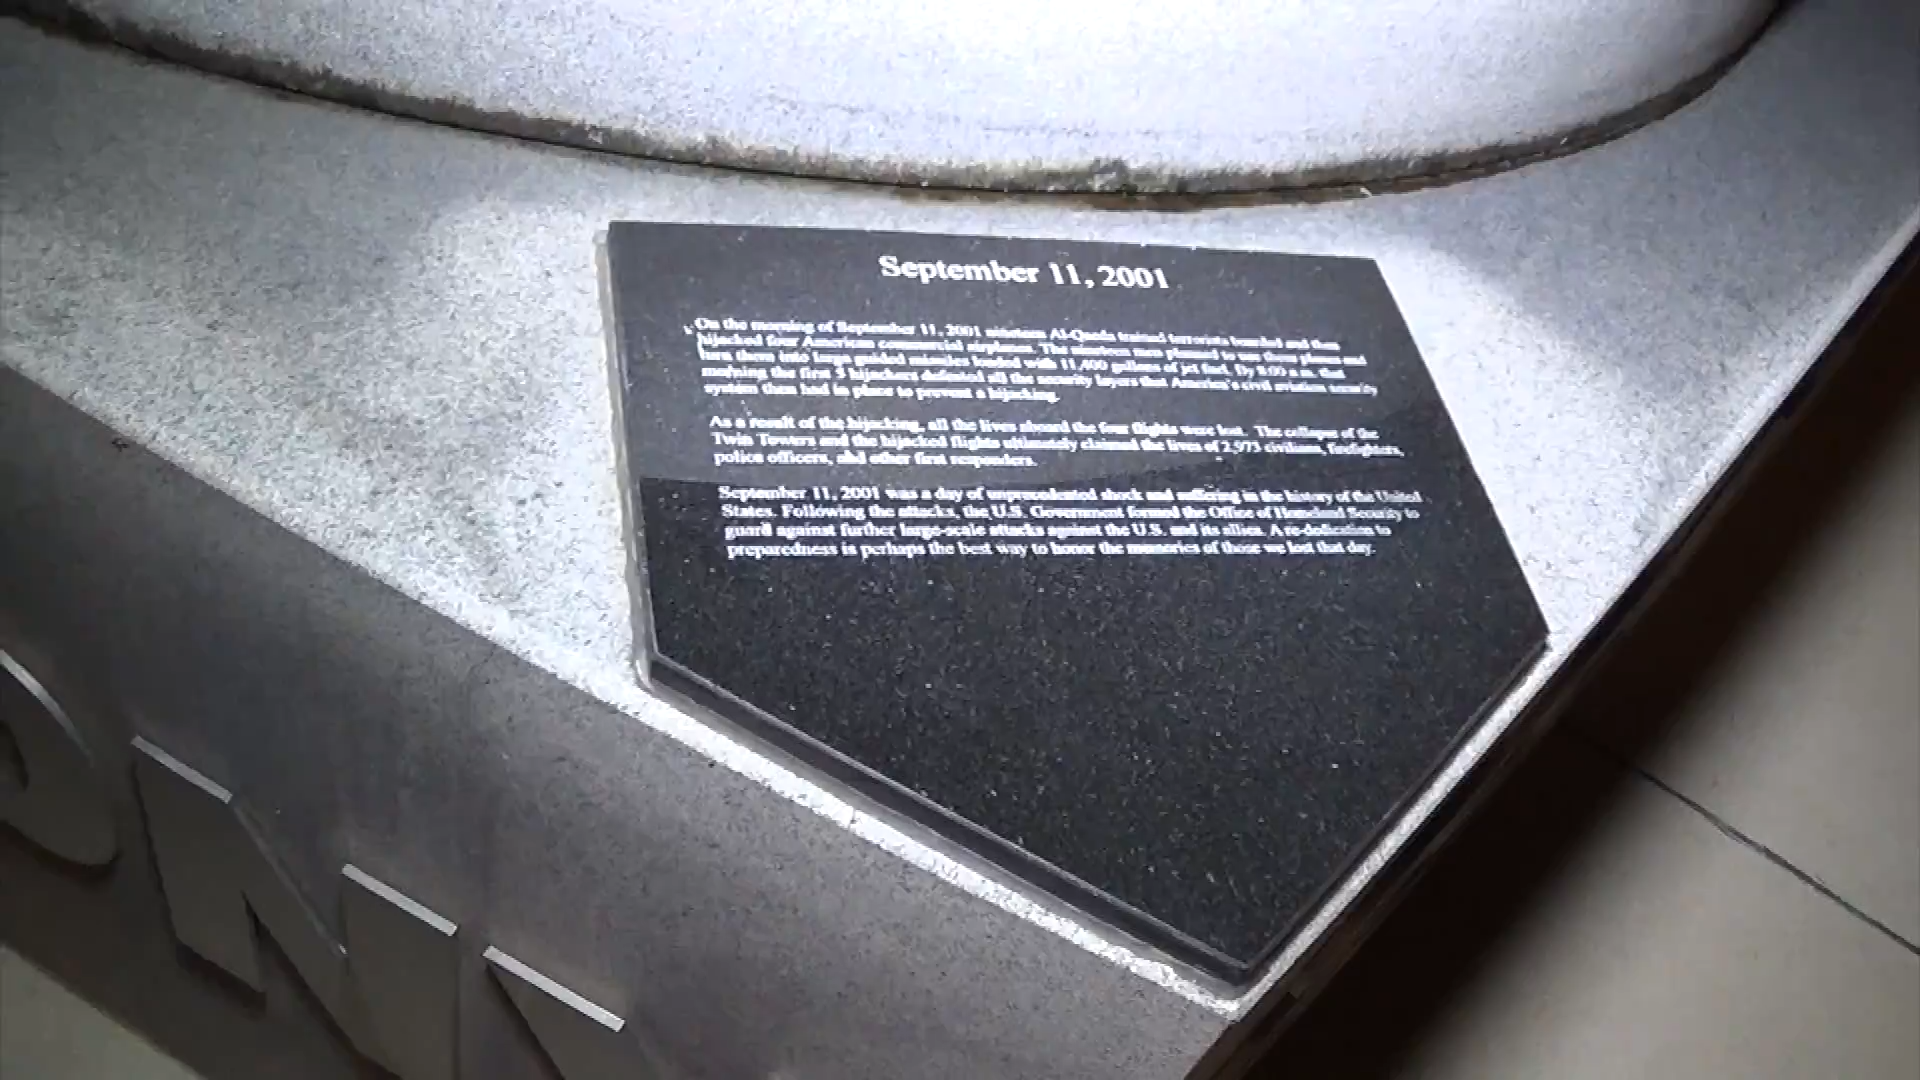 September 11, 2001
On the morning of September 11, 2001 nineteen Al-Qaeda trained terrorists boarded and then
hijacked four American commercial airplanes. The nineteen men planned to use these planes and
turn them into large guided missiles loaded with 11,400 gallons of jet fuel. By 8:00 a.m. that
morning the first 5 hijackers defeated all the security layers that America's civil aviation security
system then had in place to prevent a hijacking.
As a result of the hijacking, all the lives aboard the four flights were lost. The collapse of the
Twin Towers and the hijacked flights ultimately claimed the lives of 2,973 civilians, firefighters,
police officers, and other first responders.
September 11, 2001 was a day of unprecedented shock and suffering in the history of the United
States. Following the attacks, the U.S. Government formed the Office of Homeland Security to
guard against further large-scale attacks against the U.S. and its allies. A re-dedication to
preparedness is perhaps the best way to honor the memories of those we lost that day.